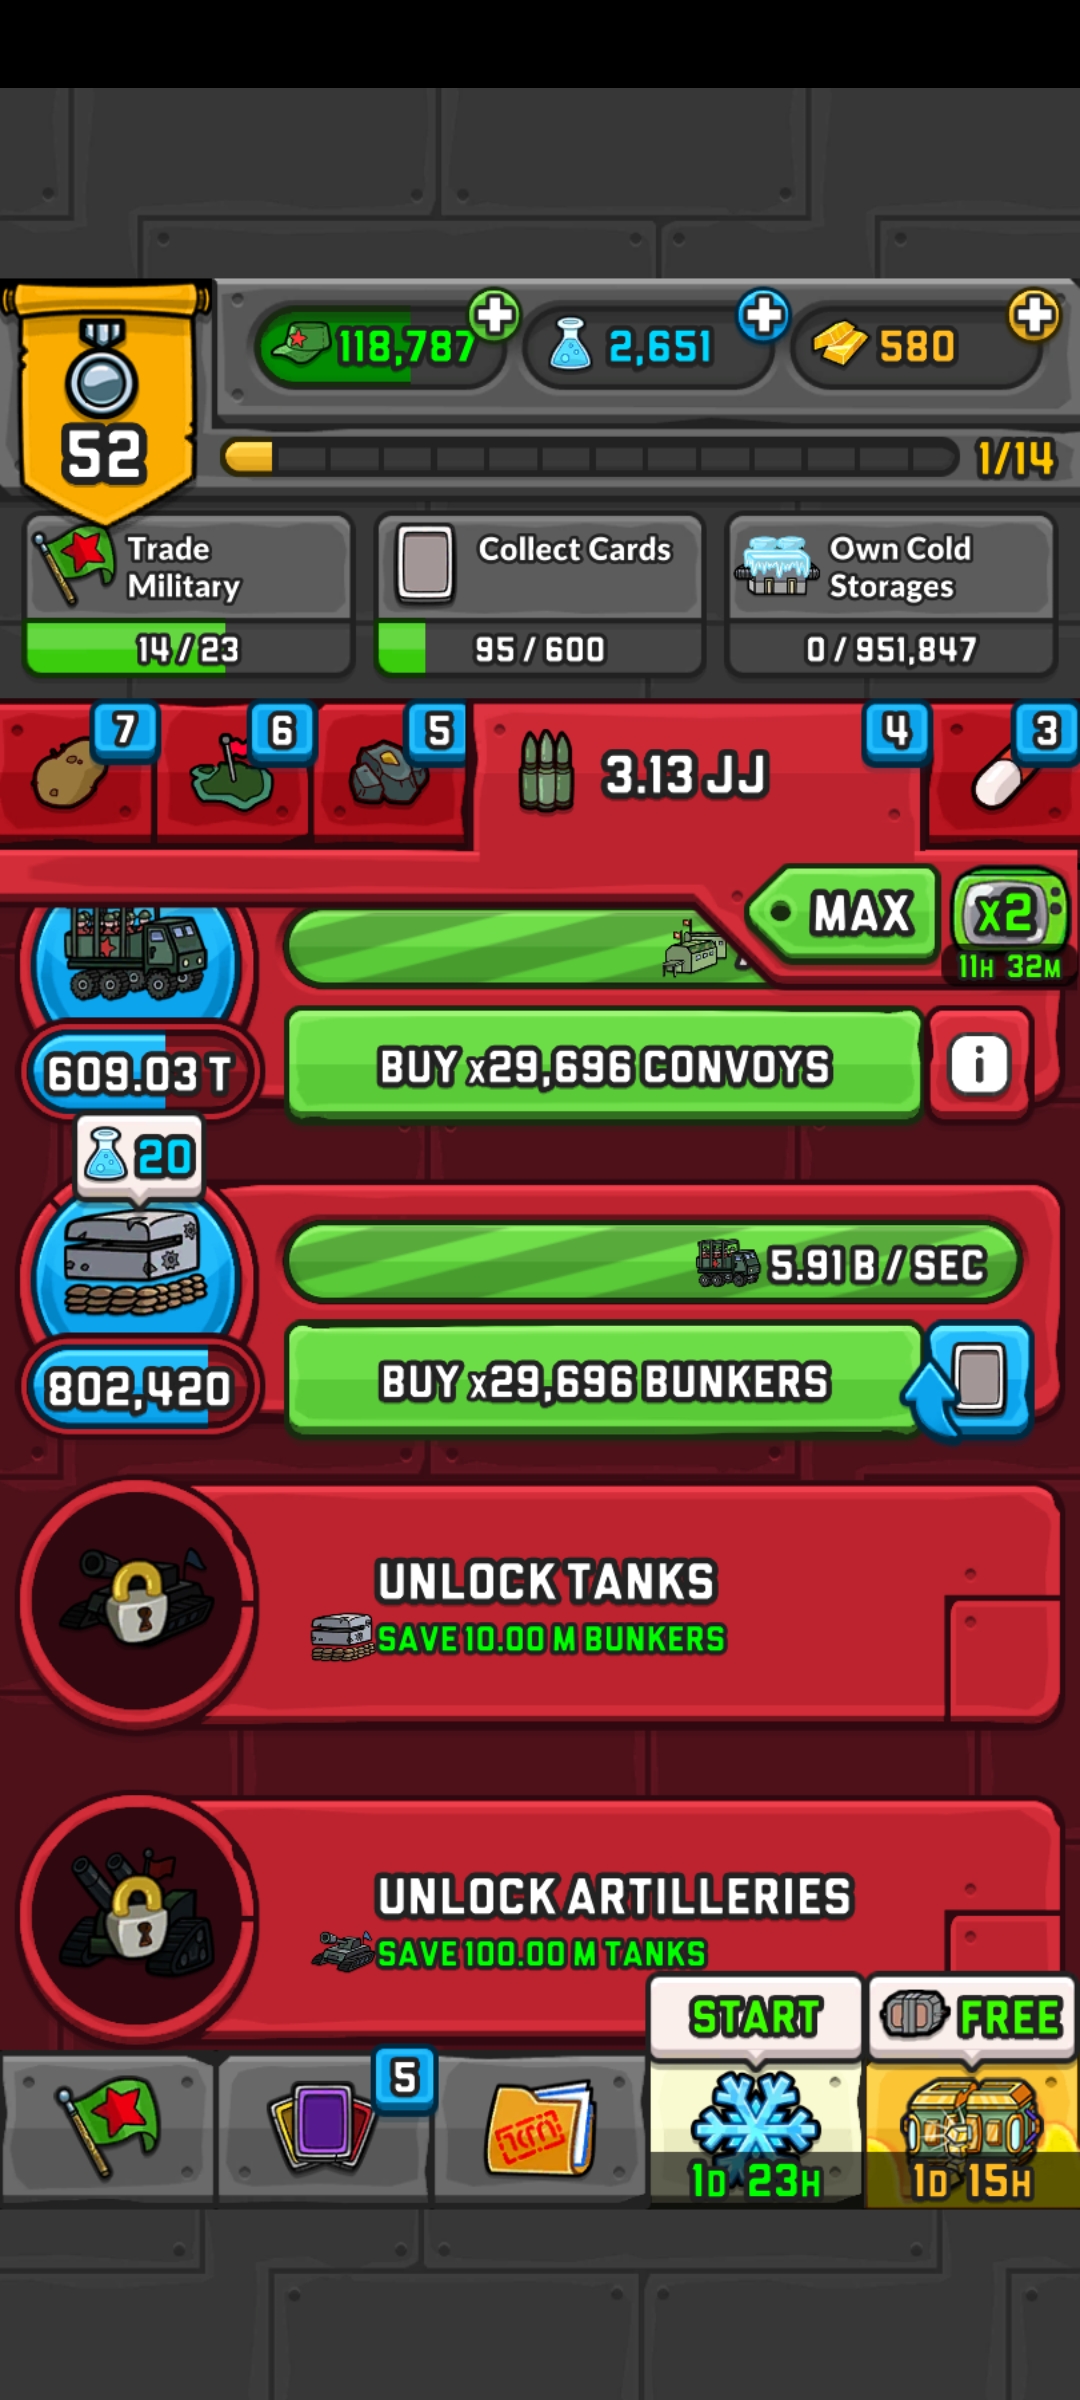 118,787
2,651
580
52
1/14
Trade
Military
14/23
Collect Cards
95/600
Own Cold
Storages
0/951,847
7
6
5
3.13 JJ
4
3
MAX
x2
11H 32M
609.03 T
BUY x29,696 CONVOYS
i
20
5.91 B / SEC
802,420
BUY x29,696 BUNKERS
UNLOCK TANKS
SAVE 10.00 M BUNKERS
UNLOCK ARTILLERIES
SAVE 100.00 M TANKS
START
FREE
5
1D 23H
1D 15H